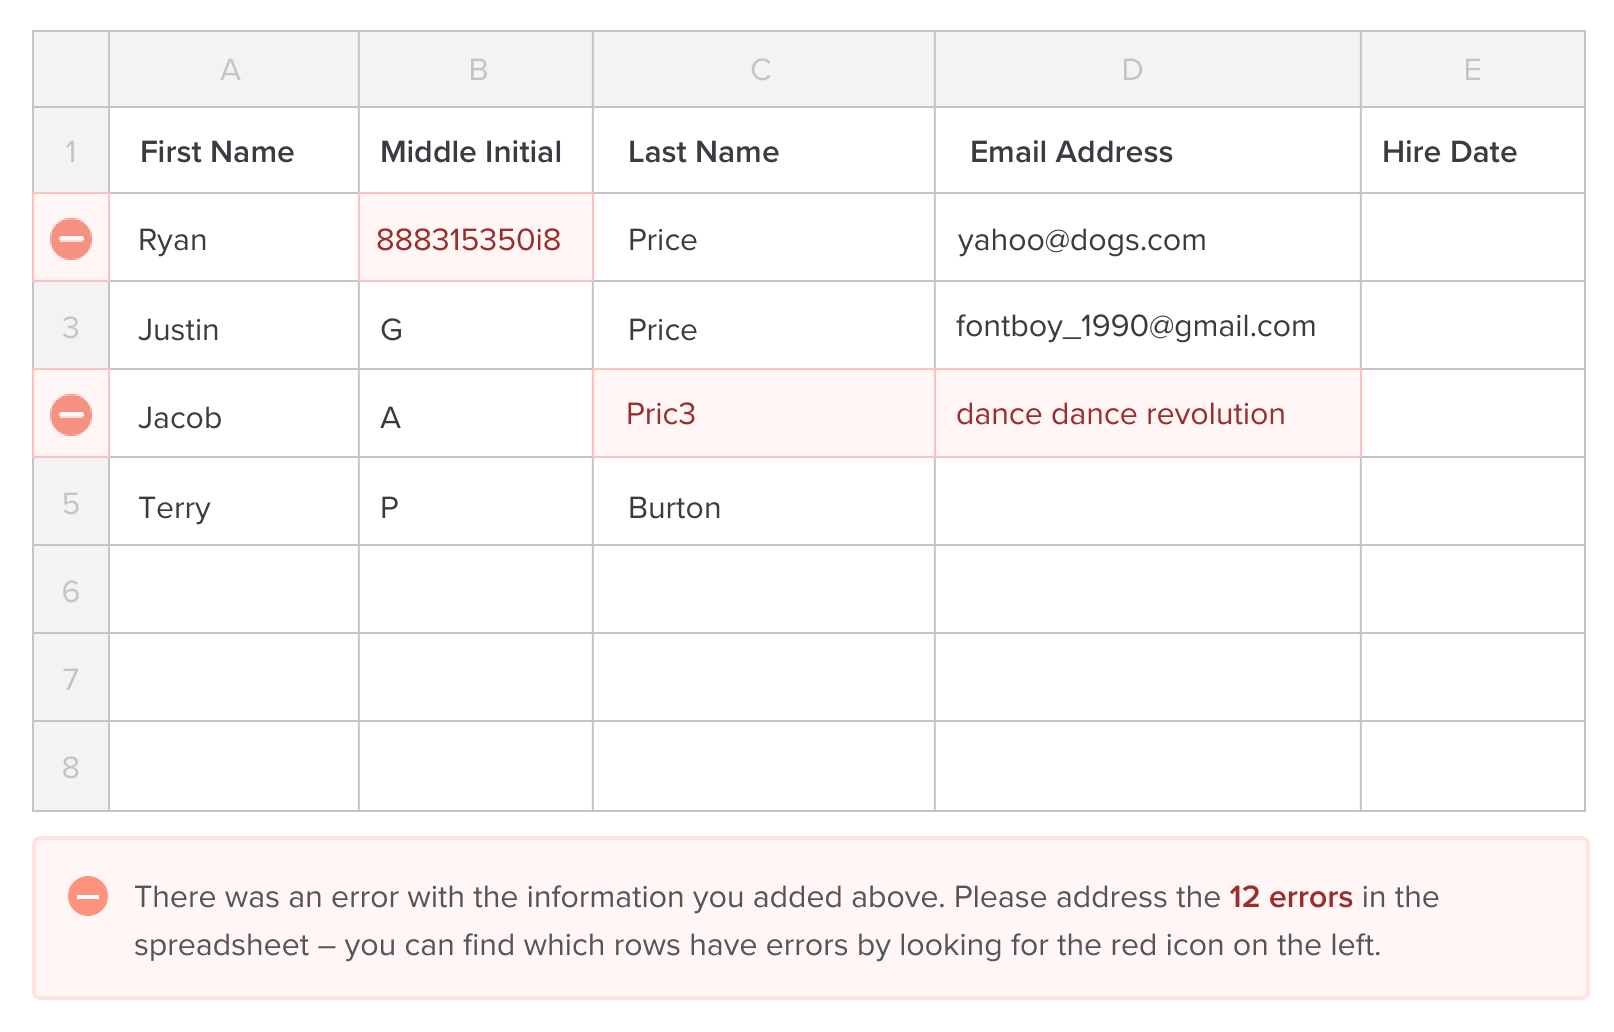 A B C D E
1 First Name Middle Initial Last Name Email Address Hire Date
Ryan 888315350i8 Price yahoo@dogs.com
3 Justin G Price fontboy_1990@gmail.com
Jacob A Pric3 dance dance revolution
5 Terry P Burton
6
7
8
There was an error with the information you added above. Please address the 12 errors in the
spreadsheet – you can find which rows have errors by looking for the red icon on the left.